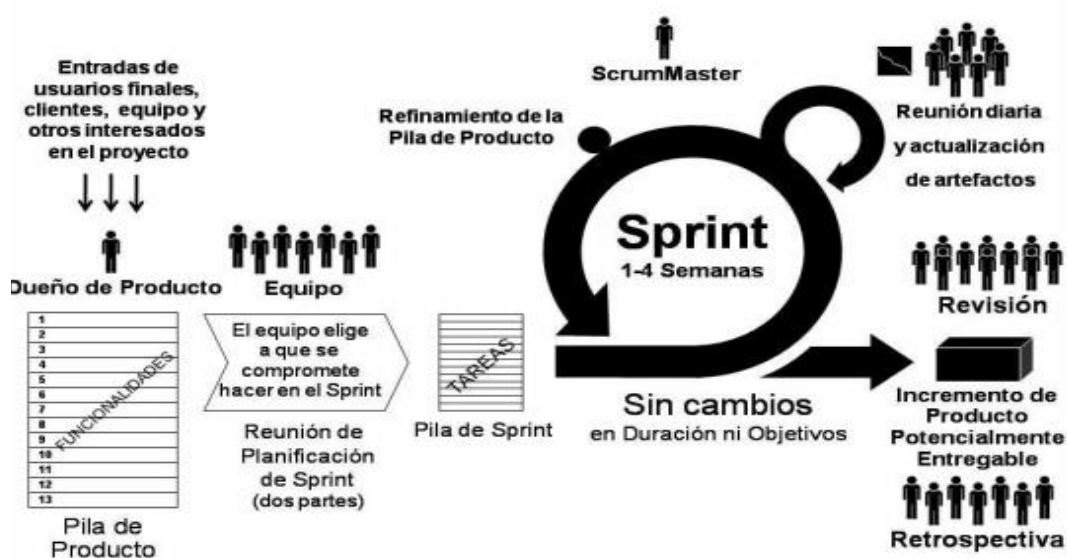 Entradas de
usuarios finales,
clientes, equipo y
otros interesados
en el proyecto
Dueño de Producto
1
2
3
4
5
6
7
8
9
10
11
12
13
FUNCIONALIDADES
Pila de
Producto
Equipo
El equipo elige
a que se
compromete
hacer en el Sprint
Reunión de
Planificación
de Sprint
(dos partes)
TAREAS
Pila de Sprint
ScrumMaster
Refinamiento de la
Pila de Producto
Sprint
1-4 Semanas
Sin cambios
en Duración ni Objetivos
Reunión diaria
y actualización
de artefactos
Revisión
Incremento de
Producto
Potencialmente
Entregable
Retrospectiva